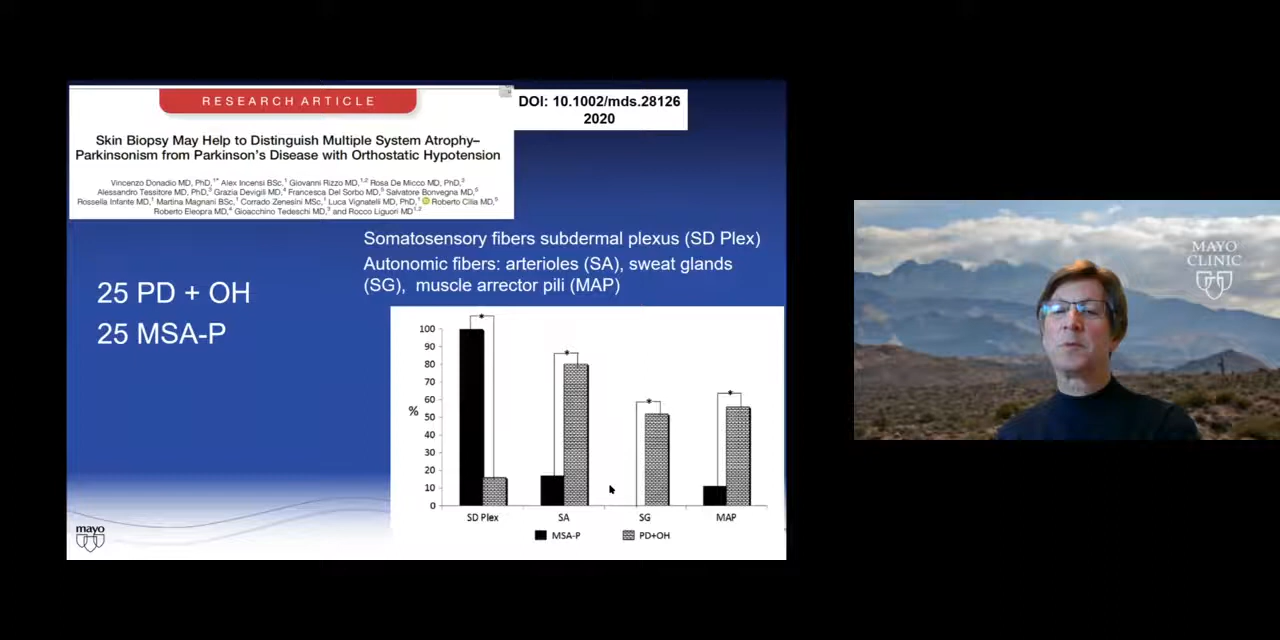 RESEARCH ARTICLE
DOI: 10.1002/mds.28126
2020
Skin Biopsy May Help to Distinguish Multiple System Atrophy–
Parkinsonism from Parkinson's Disease with Orthostatic Hypotension
Vincenzo Donadio MD, PhD,1* Alex Incensi BSc,1 Giovanni Rizzo MD,1,2 Rosa De Micco MD, PhD,3
Alessandro Tessitore MD, PhD,3 Grazia Devigili MD,4 Francesca Del Sorbo MD,5 Salvatore Bonvegna MD,5
Rossella Infante MD,1 Martina Magnani BSc,1 Corrado Zenesini MSc,1 Luca Vignatelli MD, PhD,1 Roberto Cilia MD,5
Roberto Eleopra MD,4 Gioacchino Tedeschi MD,3 and Rocco Liguori MD1,2
Somatosensory fibers subdermal plexus (SD Plex)
Autonomic fibers: arterioles (SA), sweat glands
(SG), muscle arrector pili (MAP)
25 PD + OH
25 MSA-P
100
90
80
70
60
50
40
30
20
10
0
%
* * * *
SD Plex SA SG MAP
MSA-P PD+OH
mayo
MAYO
CLINIC